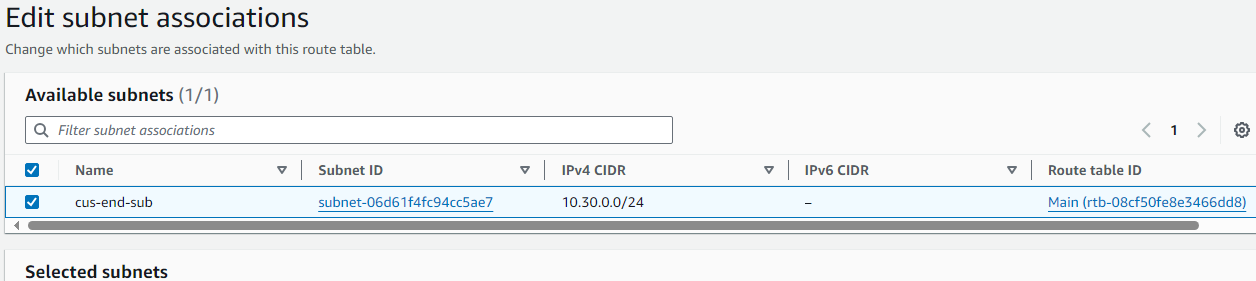 Edit subnet associations
Change which subnets are associated with this route table.
Available subnets (1/1)
Filter subnet associations
1
Name Subnet ID IPv4 CIDR IPv6 CIDR Route table ID
cus-end-sub subnet-06d61f4fc94cc5ae7 10.30.0.0/24 – Main (rtb-08cf50fe8e3466dd8)
Selected subnets